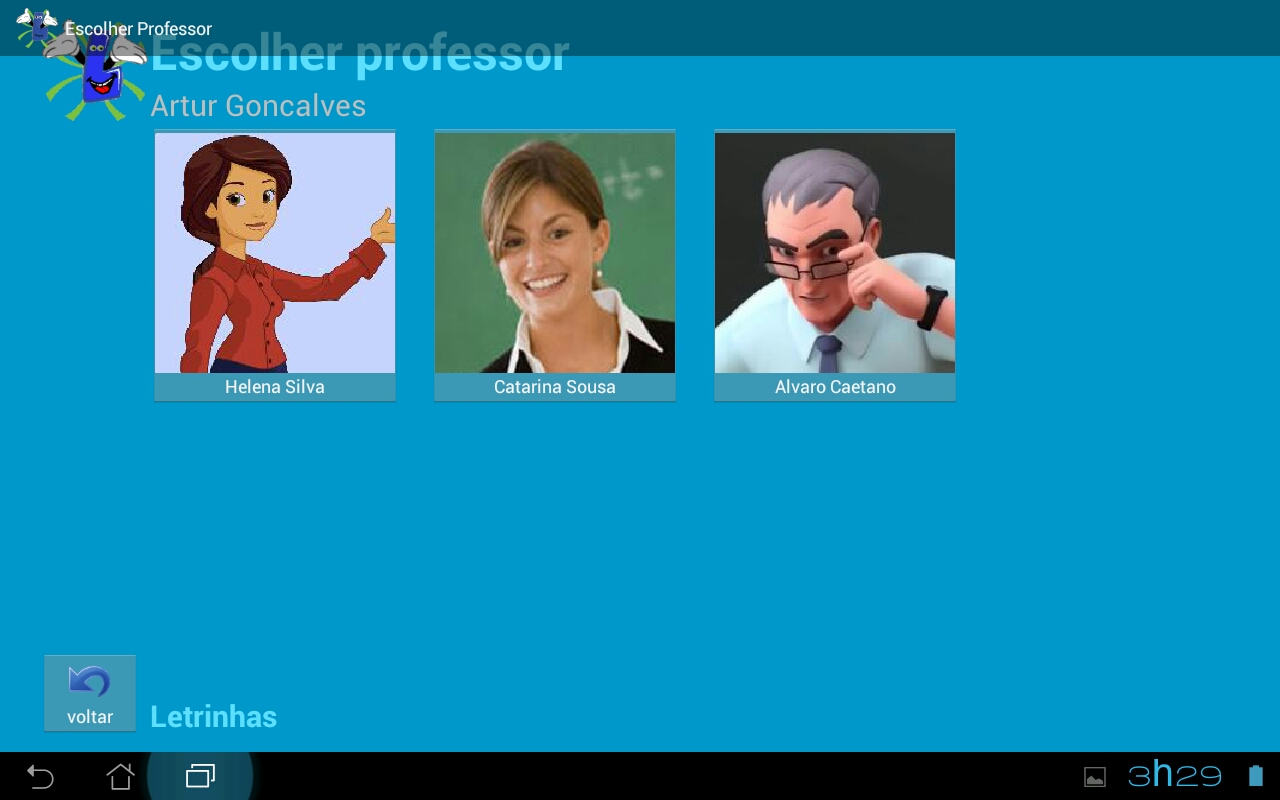 Escolher Professor
Escolher professor
Artur Goncalves
Helena Silva
Catarina Sousa
Alvaro Caetano
voltar
Letrinhas
3h29